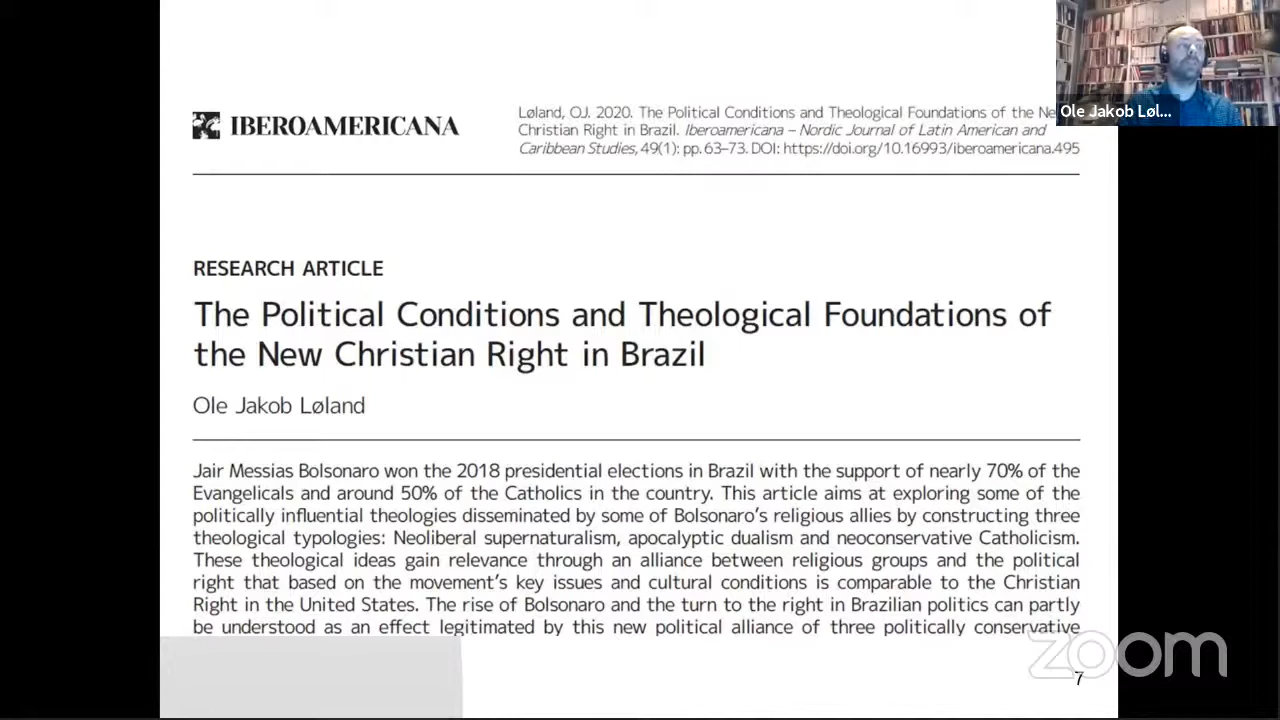 IBEROAMERICANA
Løland, O.J. 2020. The Political Conditions and Theological Foundations of the Ne
Christian Right in Brazil. Iberoamericana – Nordic Journal of Latin American and
Caribbean Studies, 49(1): pp. 63–73. DOI: https://doi.org/10.16993/iberoamericana.495
Ole Jakob Løl...
RESEARCH ARTICLE
The Political Conditions and Theological Foundations of
the New Christian Right in Brazil
Ole Jakob Løland
Jair Messias Bolsonaro won the 2018 presidential elections in Brazil with the support of nearly 70% of the
Evangelicals and around 50% of the Catholics in the country. This article aims at exploring some of the
politically influential theologies disseminated by some of Bolsonaro's religious allies by constructing three
theological typologies: Neoliberal supernaturalism, apocalyptic dualism and neoconservative Catholicism.
These theological ideas gain relevance through an alliance between religious groups and the political
right that based on the movement's key issues and cultural conditions is comparable to the Christian
Right in the United States. The rise of Bolsonaro and the turn to the right in Brazilian politics can partly
be understood as an effect legitimated by this new political alliance of three politically conservative
zoom
7